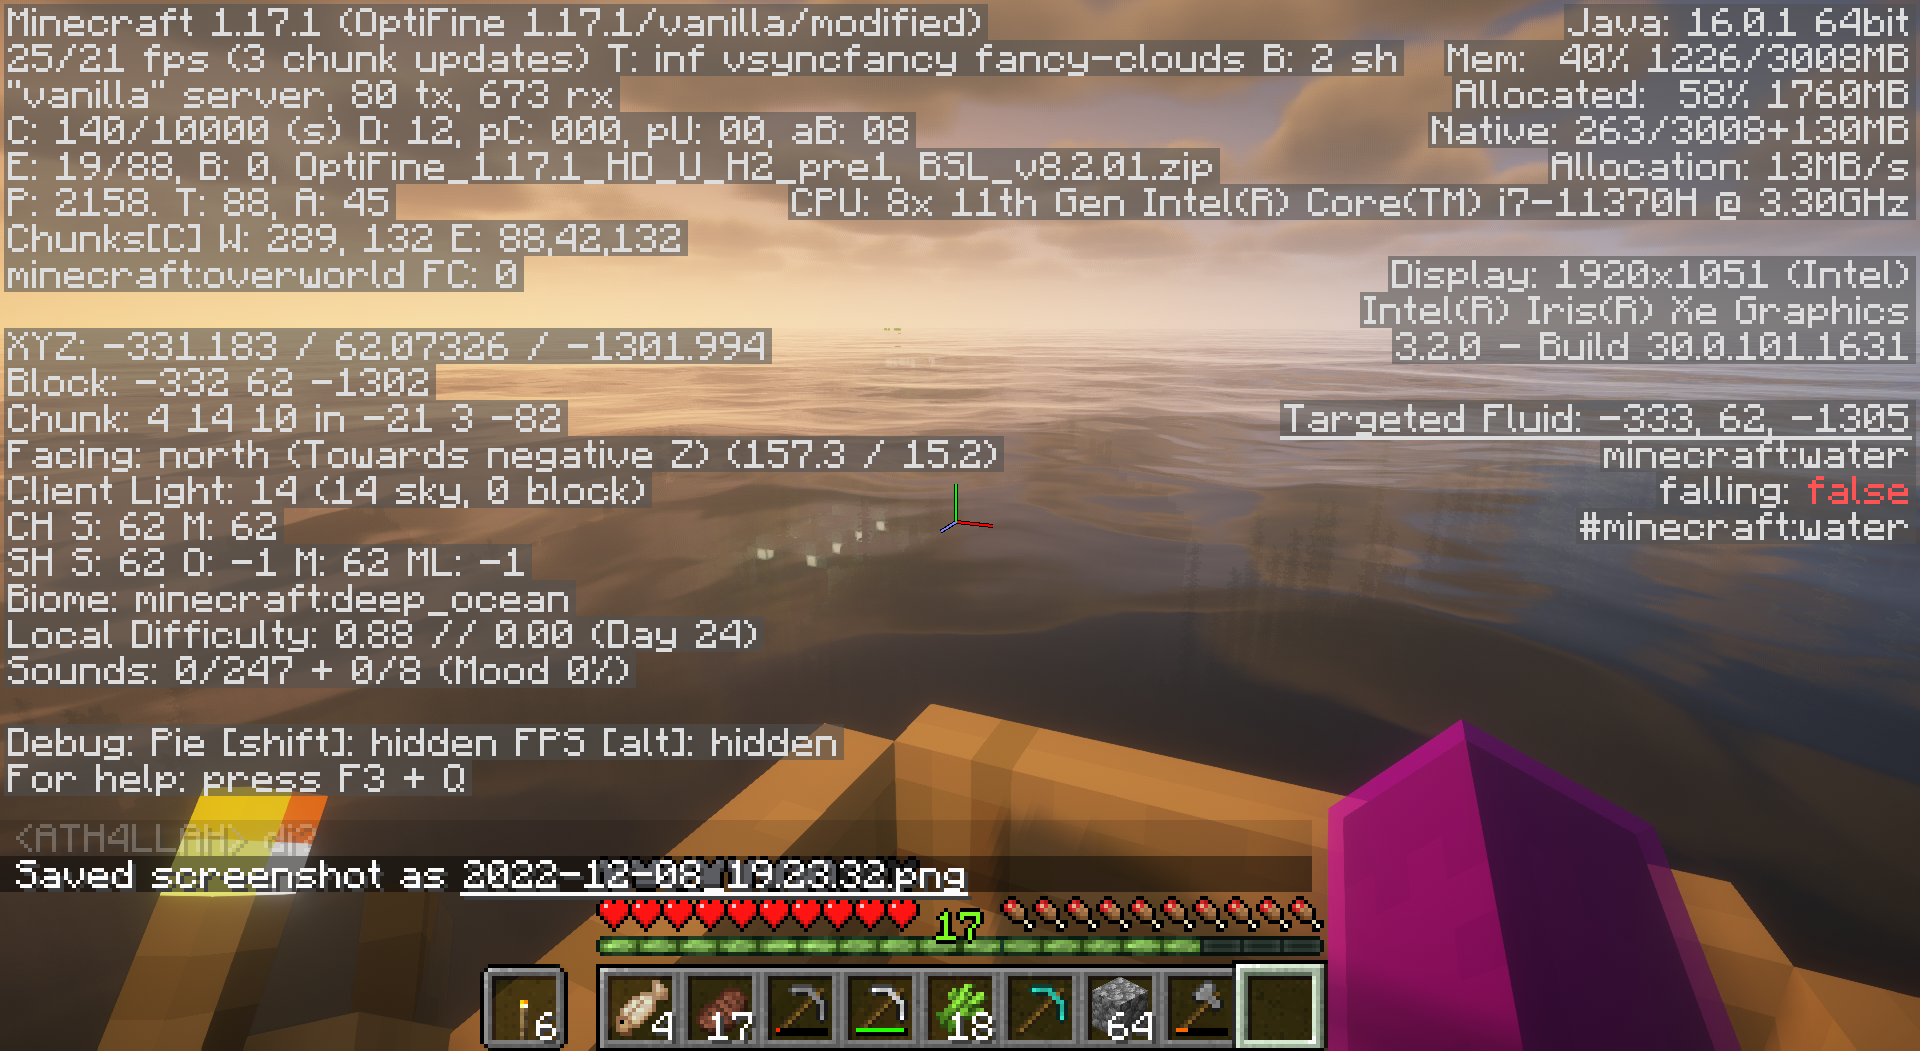 Minecraft 1.17.1 (OptiFine 1.17.1/vanilla/modified)
25/21 fps (3 chunk updates) T: inf vsyncfancy fancy-clouds B: 2 sh
"vanilla" server, 80 tx, 673 rx
C: 140/10000 (s) D: 12, pC: 000, pU: 00, aB: 08
E: 19/88, B: 0, OptiFine_1.17.1_HD_U_H2_pre1, BSL_v8.2.01.zip
P: 2158. T: 88, A: 45
Chunks[C] W: 289, 132 E: 88,42,132
minecraft:overworld FC: 0
XYZ: -331.183 / 62.07326 / -1301.994
Block: -332 62 -1302
Chunk: 4 14 10 in -21 3 -82
Facing: north (Towards negative Z) (157.3 / 15.2)
Client Light: 14 (14 sky, 0 block)
CH S: 62 M: 62
SH S: 62 O: -1 M: 62 ML: -1
Biome: minecraft:deep_ocean
Local Difficulty: 0.88 // 0.00 (Day 24)
Sounds: 0/247 + 0/8 (Mood 0%)
Debug: Pie [shift]: hidden FPS [alt]: hidden
For help: press F3 + Q
Java: 16.0.1 64bit
Mem: 40% 1226/3008MB
Allocated: 58% 1760MB
Native: 263/3008+130MB
Allocation: 13MB/s
CPU: 8x 11th Gen Intel(R) Core(TM) i7-11370H @ 3.30GHz
Display: 1920x1051 (Intel)
Intel(R) Iris(R) Xe Graphics
3.2.0 - Build 30.0.101.1631
Targeted Fluid: -333, 62, -1305
minecraft:water
falling: false
#minecraft:water
<ATH4LLAH>
Saved screenshot as 2022-12-08_19.23.32.png
17
6
4
17
18
64